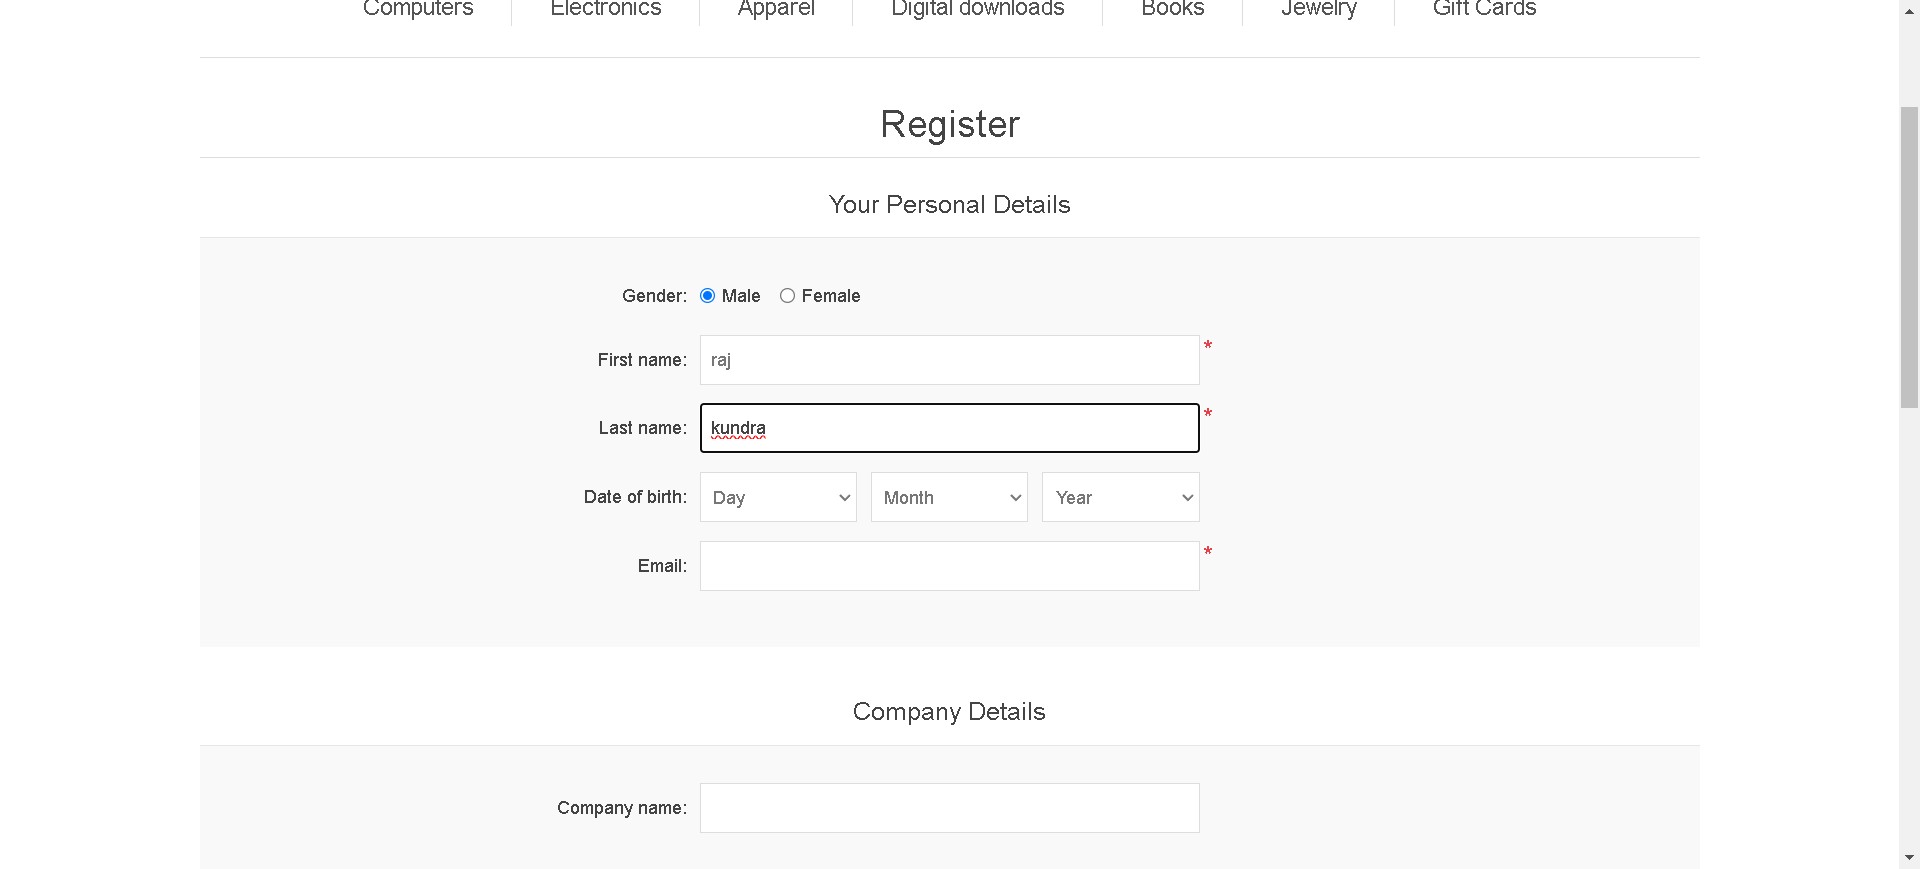 Computers Electronics Apparel Digital downloads Books Jewelry Gift Cards
Register
Your Personal Details
Gender: Male Female
First name: raj *
Last name: kundra *
Date of birth: Day Month Year
Email: *
Company Details
Company name: